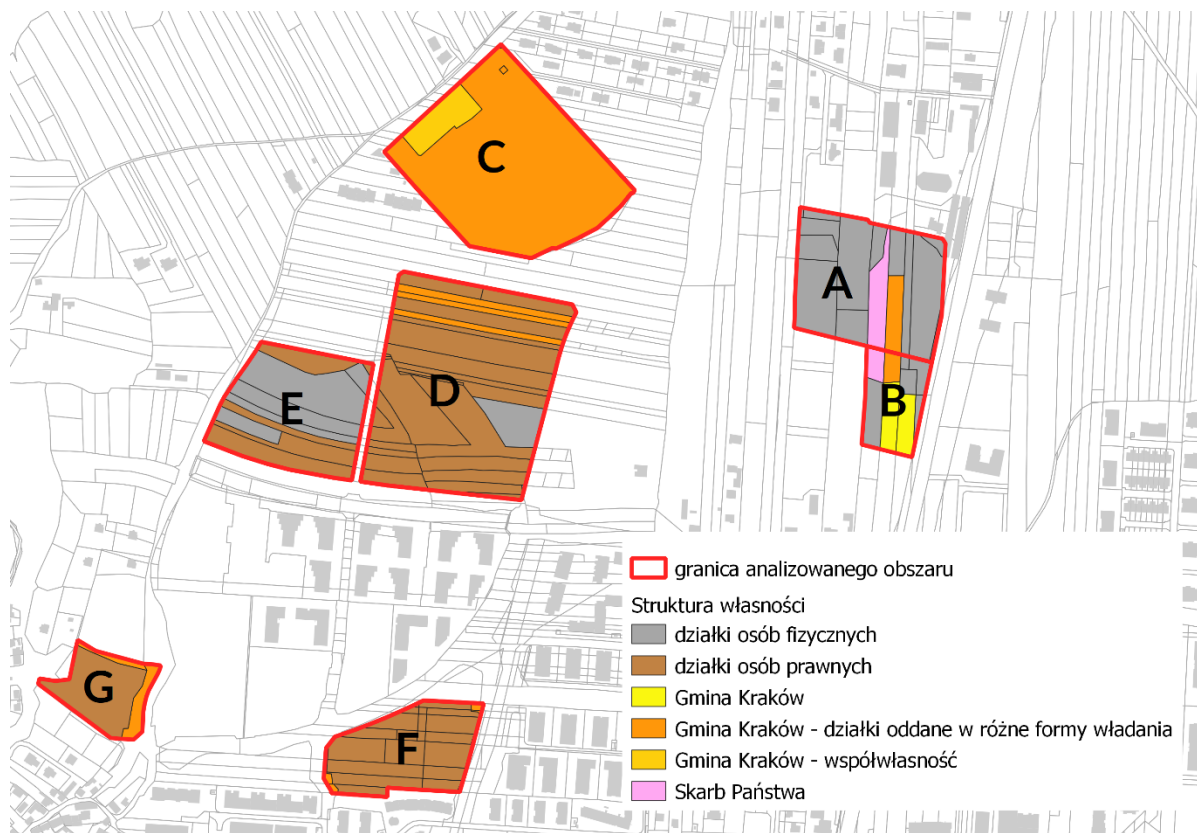 C
A
E
D
B
G
F
granica analizowanego obszaru
Struktura własności
działki osób fizycznych
działki osób prawnych
Gmina Kraków
Gmina Kraków - działki oddane w różne formy władania
Gmina Kraków - współwłasność
Skarb Państwa